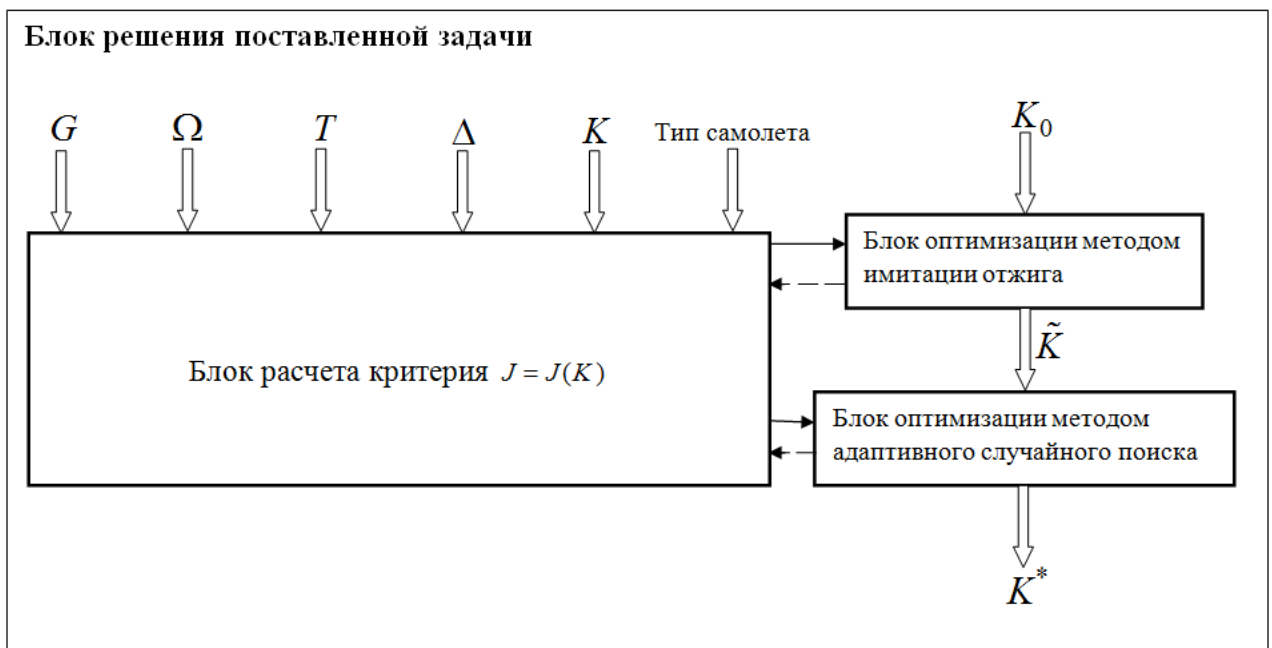 Блок решения поставленной задачи
G Ω T Δ K Тип самолета K₀
Блок оптимизации методом
имитации отжига
K̃
Блок расчета критерия J = J(K)
Блок оптимизации методом
адаптивного случайного поиска
K*